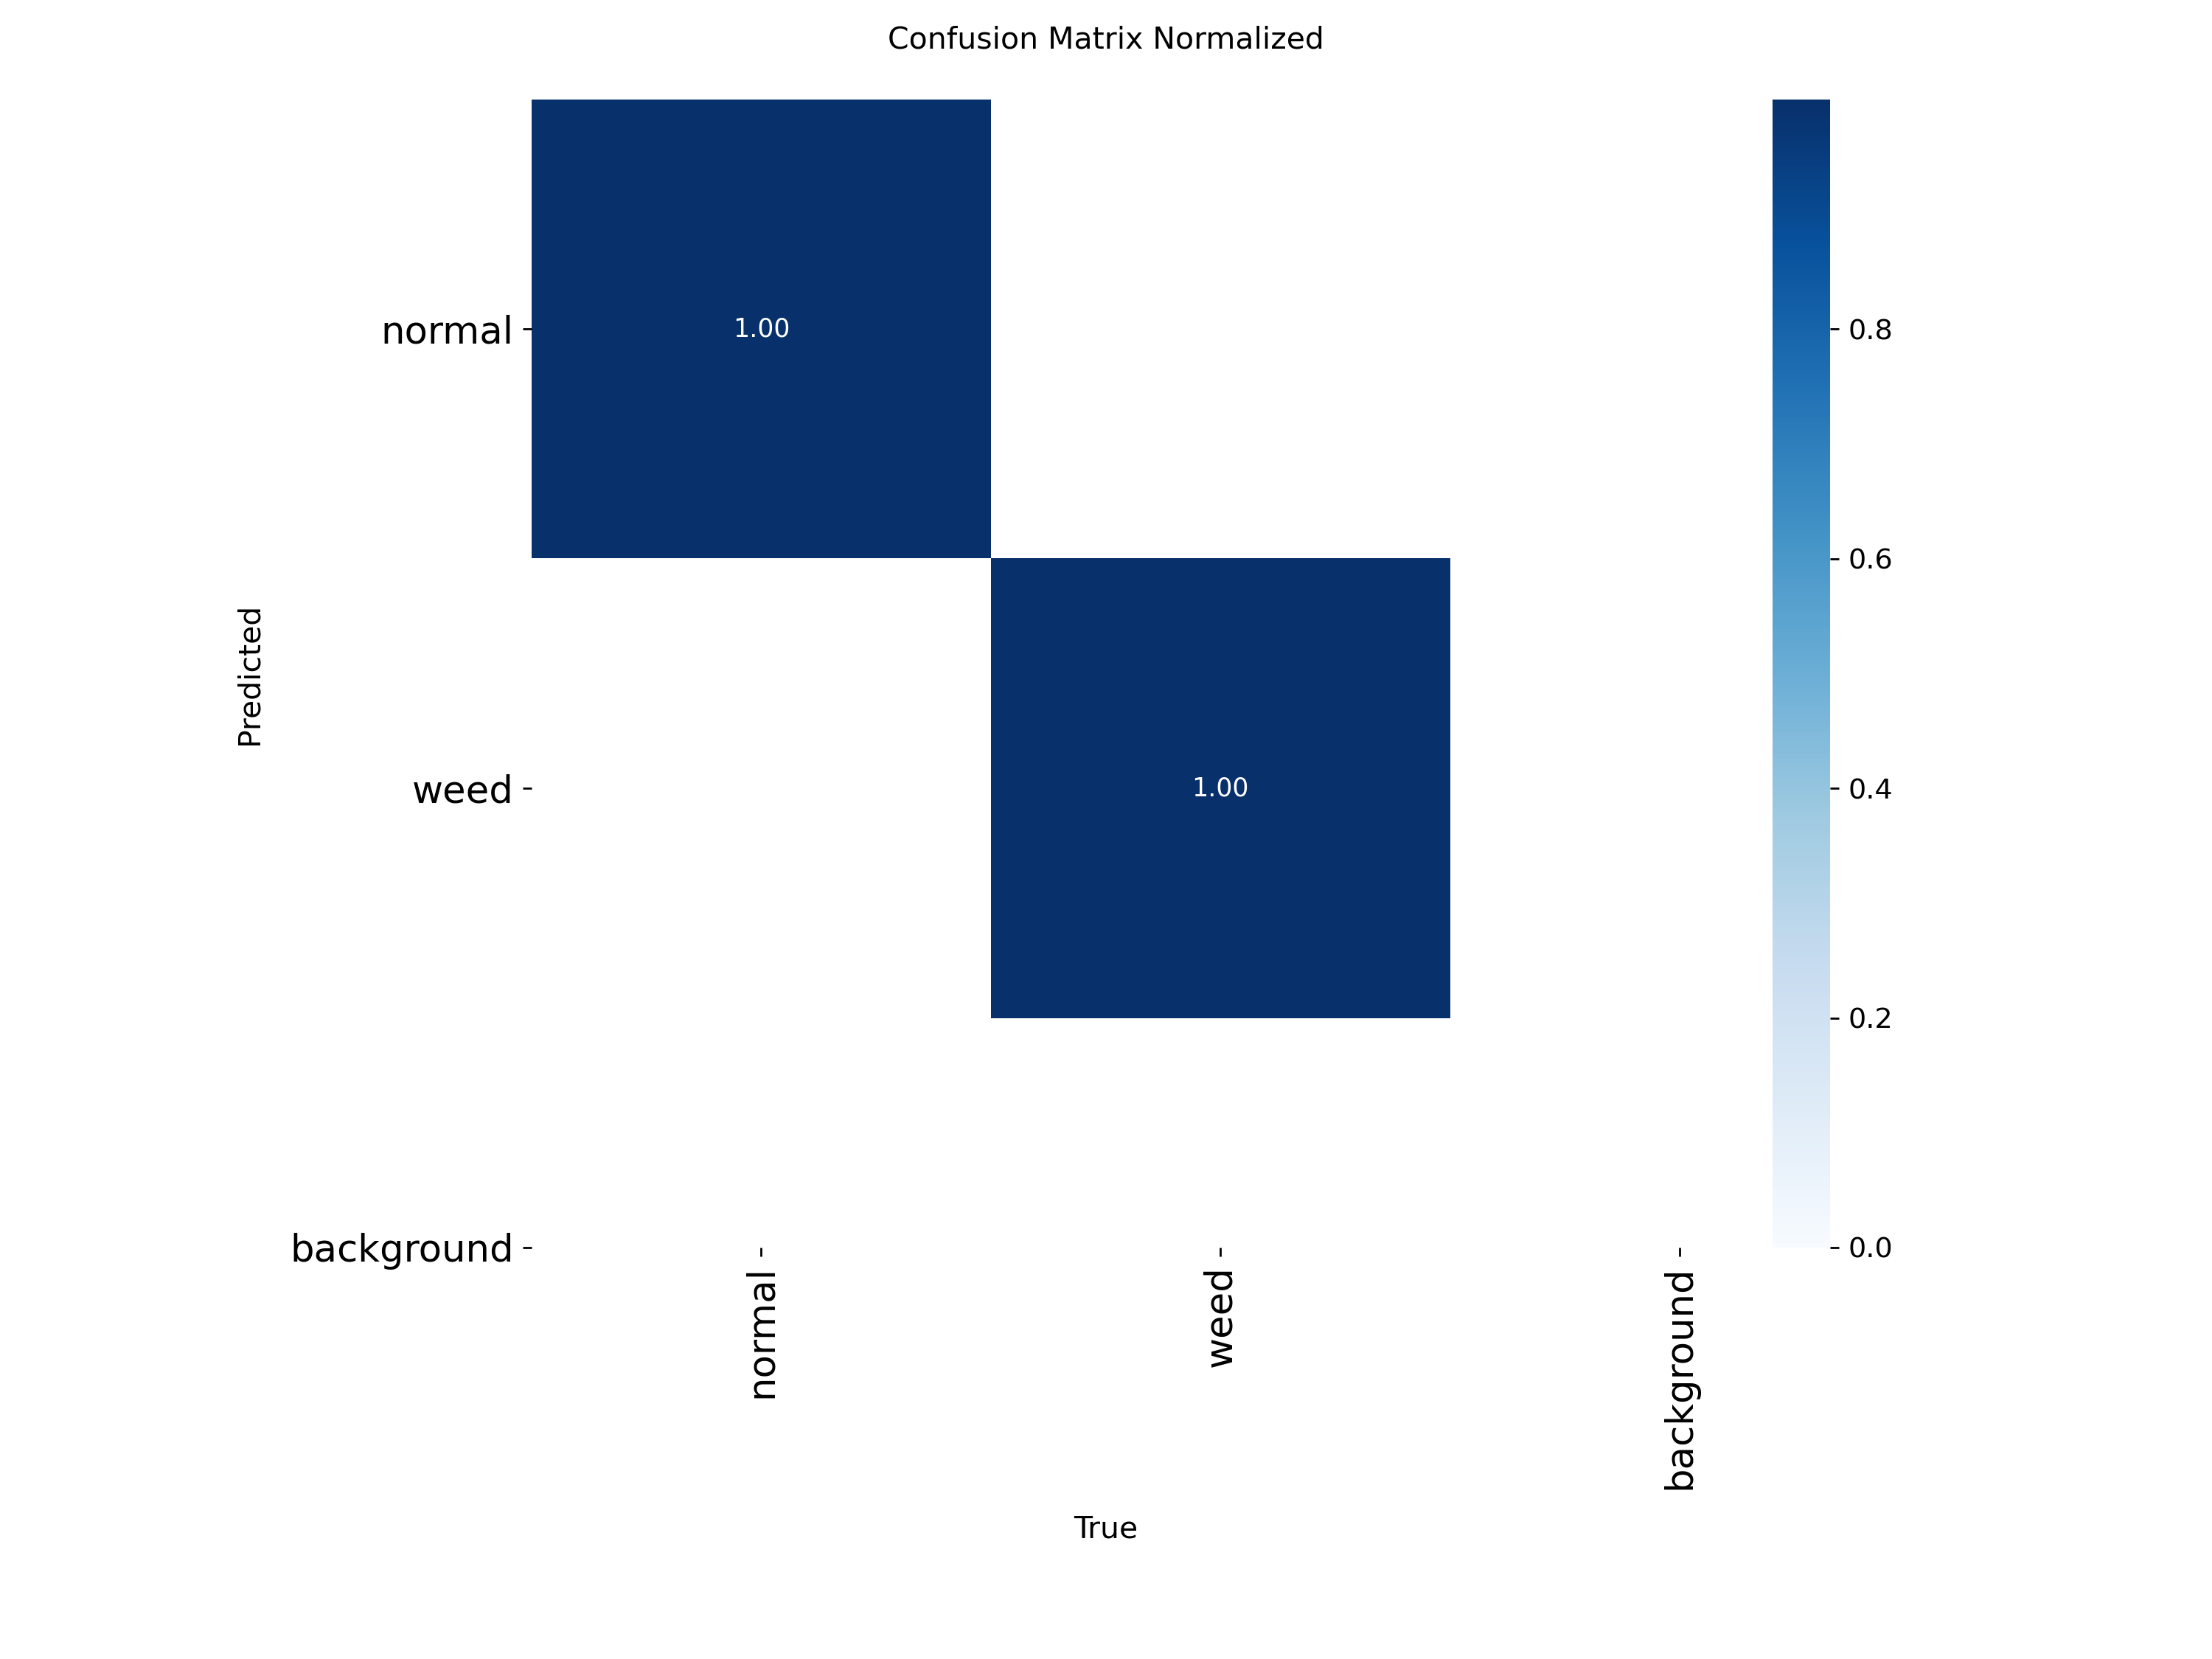 Confusion Matrix Normalized
normal
1.00
0.8
0.6
Predicted
weed
1.00
0.4
0.2
background
0.0
normal
weed
background
True